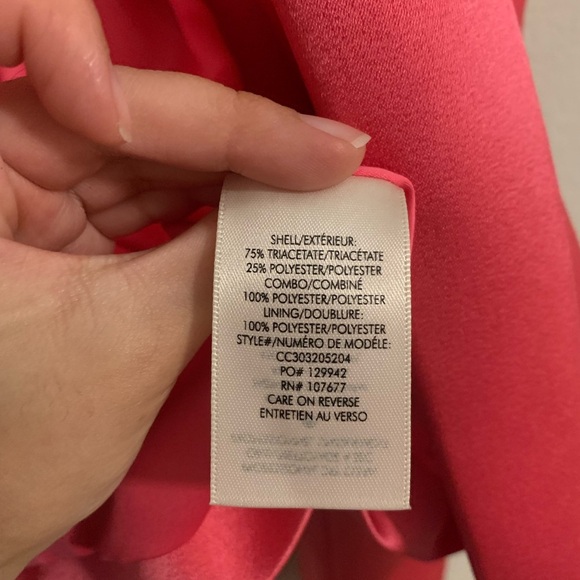 SHELL/EXTÉRIEUR:
75% TRIACETATE/TRIACÉTATE
25% POLYESTER/POLYESTER
COMBO/COMBINÉ
100% POLYESTER/POLYESTER
LINING/DOUBLURE:
100% POLYESTER/POLYESTER
STYLE#/NUMÉRO DE MODÈLE:
CC303205204
PO# 129942
RN# 107677
CARE ON REVERSE
ENTRETIEN AU VERSO